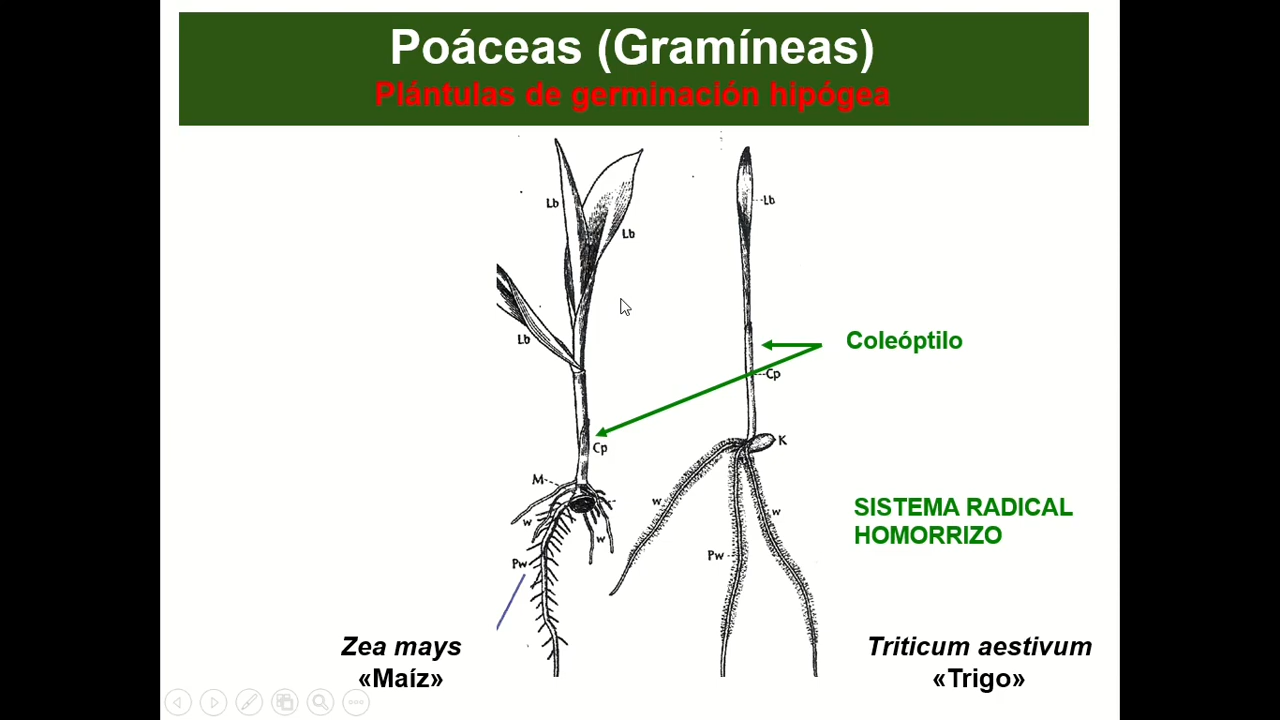 Poáceas (Gramíneas)
Plántulas de germinación hipógea
Lb
Lb
Lb
Cp
M
w
w
Pw
Lb
Cp
K
w
w
Pw
Coleóptilo
SISTEMA RADICAL
HOMORRIZO
Zea mays
«Maíz»
Triticum aestivum
«Trigo»